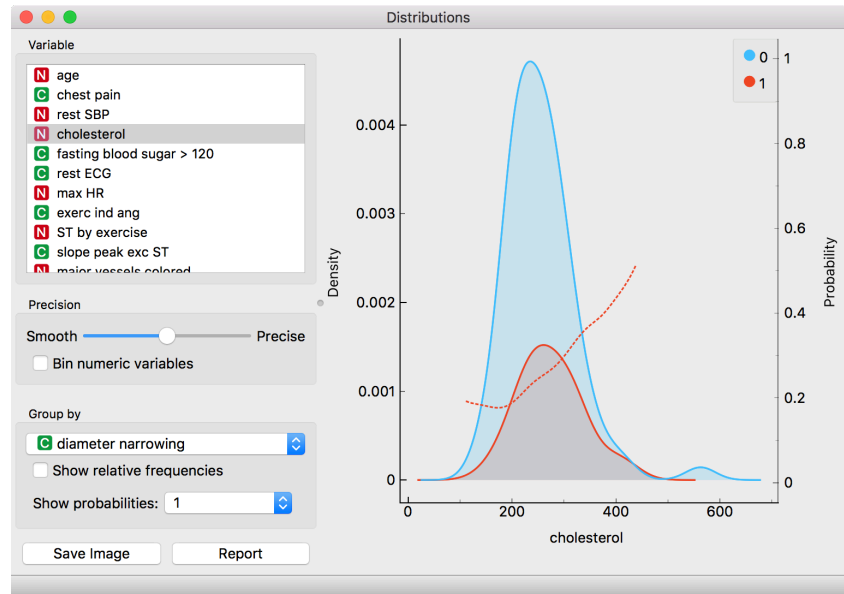 Distributions
Variable
N age
C chest pain
N rest SBP
N cholesterol
C fasting blood sugar > 120
C rest ECG
N max HR
C exerc ind ang
N ST by exercise
C slope peak exc ST
N major vessels colored
Precision
Smooth Precise
Bin numeric variables
Group by
C diameter narrowing
Show relative frequencies
Show probabilities: 1
Save Image Report
0
1
Density
0.004
0.003
0.002
0.001
0
0 200 400 600
cholesterol
1
0.8
0.6
0.4
0.2
0
Probability